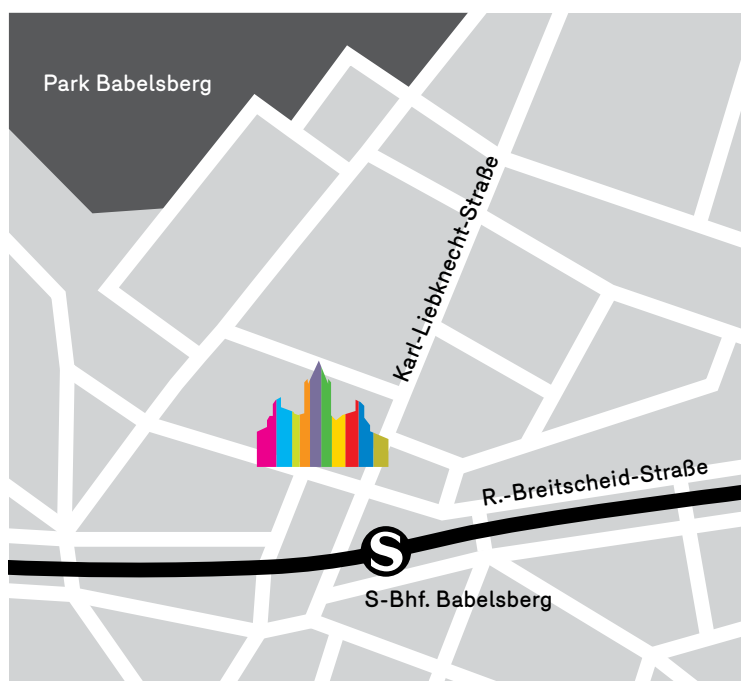 Park Babelsberg
Karl-Liebknecht-Straße
R.-Breitscheid-Straße
S
S-Bhf. Babelsberg